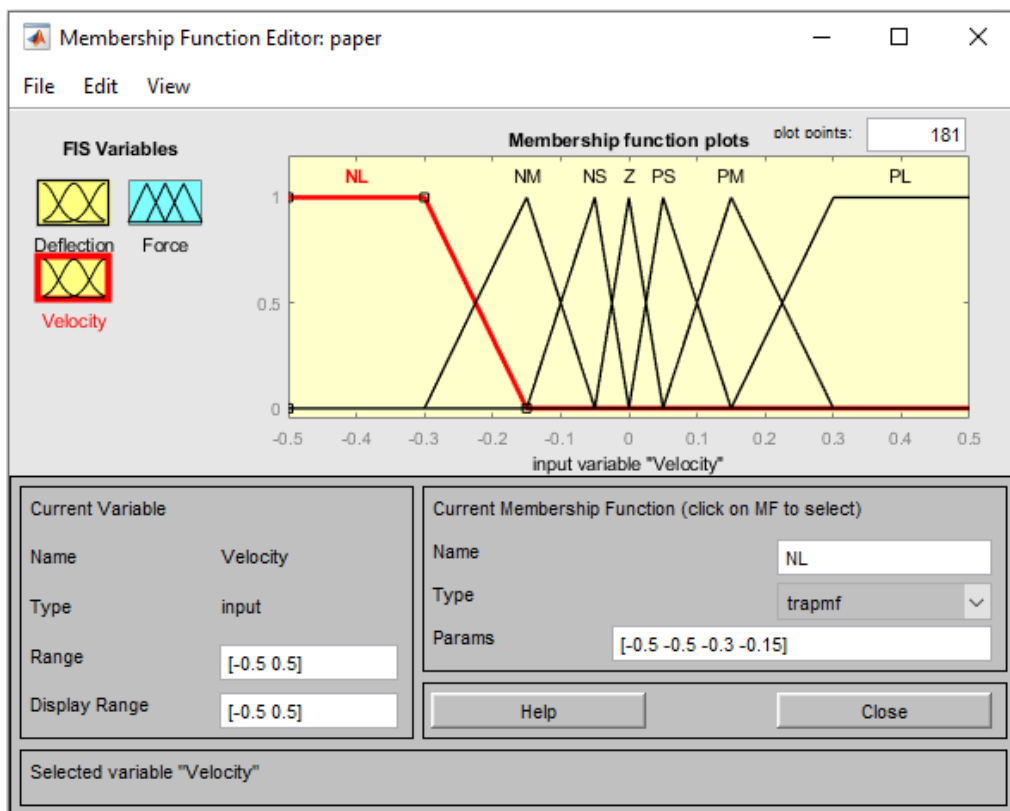 Membership Function Editor: paper
File Edit View
FIS Variables
Membership function plots
plot points:
181
Deflection
Force
Velocity
NL NM NS Z PS PM PL
1
0.5
0
-0.5 -0.4 -0.3 -0.2 -0.1 0 0.1 0.2 0.3 0.4 0.5
input variable "Velocity"
Current Variable
Name Velocity
Type input
Range [-0.5 0.5]
Display Range [-0.5 0.5]
Current Membership Function (click on MF to select)
Name NL
Type trapmf
Params [-0.5 -0.5 -0.3 -0.15]
Help Close
Selected variable "Velocity"